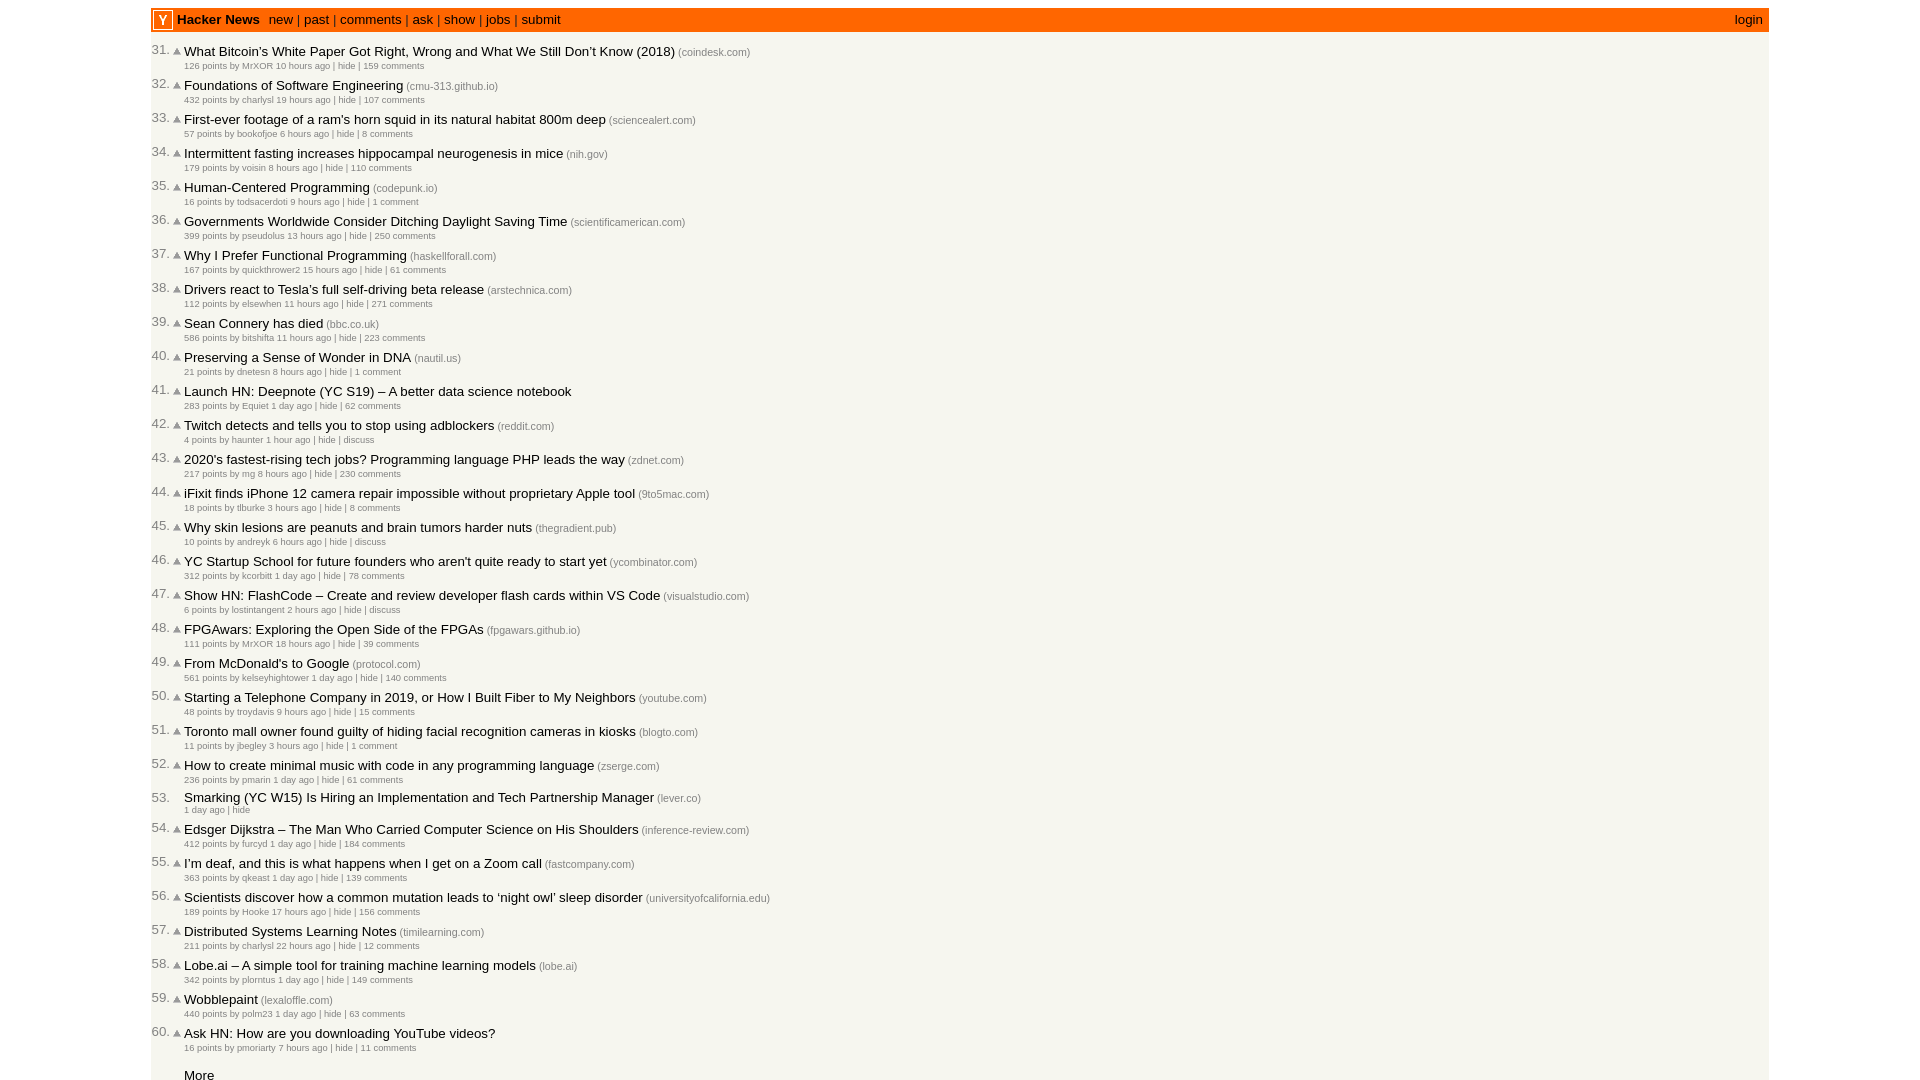 Y Hacker News new | past | comments | ask | show | jobs | submit login
31. What Bitcoin’s White Paper Got Right, Wrong and What We Still Don’t Know (2018) (coindesk.com)
126 points by MrXOR 10 hours ago | hide | 159 comments
32. Foundations of Software Engineering (cmu-313.github.io)
432 points by charlysl 19 hours ago | hide | 107 comments
33. First-ever footage of a ram's horn squid in its natural habitat 800m deep (sciencealert.com)
57 points by bookofjoe 6 hours ago | hide | 8 comments
34. Intermittent fasting increases hippocampal neurogenesis in mice (nih.gov)
179 points by voisin 8 hours ago | hide | 110 comments
35. Human-Centered Programming (codepunk.io)
16 points by todsacerdoti 9 hours ago | hide | 1 comment
36. Governments Worldwide Consider Ditching Daylight Saving Time (scientificamerican.com)
399 points by pseudolus 13 hours ago | hide | 250 comments
37. Why I Prefer Functional Programming (haskellforall.com)
167 points by quickthrower2 15 hours ago | hide | 61 comments
38. Drivers react to Tesla’s full self-driving beta release (arstechnica.com)
112 points by elsewhen 11 hours ago | hide | 271 comments
39. Sean Connery has died (bbc.co.uk)
586 points by bitshifta 11 hours ago | hide | 223 comments
40. Preserving a Sense of Wonder in DNA (nautil.us)
21 points by dnetesn 8 hours ago | hide | 1 comment
41. Launch HN: Deepnote (YC S19) – A better data science notebook
283 points by Equiet 1 day ago | hide | 62 comments
42. Twitch detects and tells you to stop using adblockers (reddit.com)
4 points by haunter 1 hour ago | hide | discuss
43. 2020's fastest-rising tech jobs? Programming language PHP leads the way (zdnet.com)
217 points by mg 8 hours ago | hide | 230 comments
44. iFixit finds iPhone 12 camera repair impossible without proprietary Apple tool (9to5mac.com)
18 points by tlburke 3 hours ago | hide | 8 comments
45. Why skin lesions are peanuts and brain tumors harder nuts (thegradient.pub)
10 points by andreyk 6 hours ago | hide | discuss
46. YC Startup School for future founders who aren't quite ready to start yet (ycombinator.com)
312 points by kcorbitt 1 day ago | hide | 78 comments
47. Show HN: FlashCode – Create and review developer flash cards within VS Code (visualstudio.com)
6 points by lostintangent 2 hours ago | hide | discuss
48. FPGAwars: Exploring the Open Side of the FPGAs (fpgawars.github.io)
111 points by MrXOR 18 hours ago | hide | 39 comments
49. From McDonald's to Google (protocol.com)
561 points by kelseyhightower 1 day ago | hide | 140 comments
50. Starting a Telephone Company in 2019, or How I Built Fiber to My Neighbors (youtube.com)
48 points by troydavis 9 hours ago | hide | 15 comments
51. Toronto mall owner found guilty of hiding facial recognition cameras in kiosks (blogto.com)
11 points by jbegley 3 hours ago | hide | 1 comment
52. How to create minimal music with code in any programming language (zserge.com)
236 points by pmarin 1 day ago | hide | 61 comments
53. Smarking (YC W15) Is Hiring an Implementation and Tech Partnership Manager (lever.co)
1 day ago | hide
54. Edsger Dijkstra – The Man Who Carried Computer Science on His Shoulders (inference-review.com)
412 points by furcyd 1 day ago | hide | 184 comments
55. I’m deaf, and this is what happens when I get on a Zoom call (fastcompany.com)
363 points by qkeast 1 day ago | hide | 139 comments
56. Scientists discover how a common mutation leads to ‘night owl’ sleep disorder (universityofcalifornia.edu)
189 points by Hooke 17 hours ago | hide | 156 comments
57. Distributed Systems Learning Notes (timilearning.com)
211 points by charlysl 22 hours ago | hide | 12 comments
58. Lobe.ai – A simple tool for training machine learning models (lobe.ai)
342 points by plorntus 1 day ago | hide | 149 comments
59. Wobblepaint (lexaloffle.com)
440 points by polm23 1 day ago | hide | 63 comments
60. Ask HN: How are you downloading YouTube videos?
16 points by pmoriarty 7 hours ago | hide | 11 comments
More